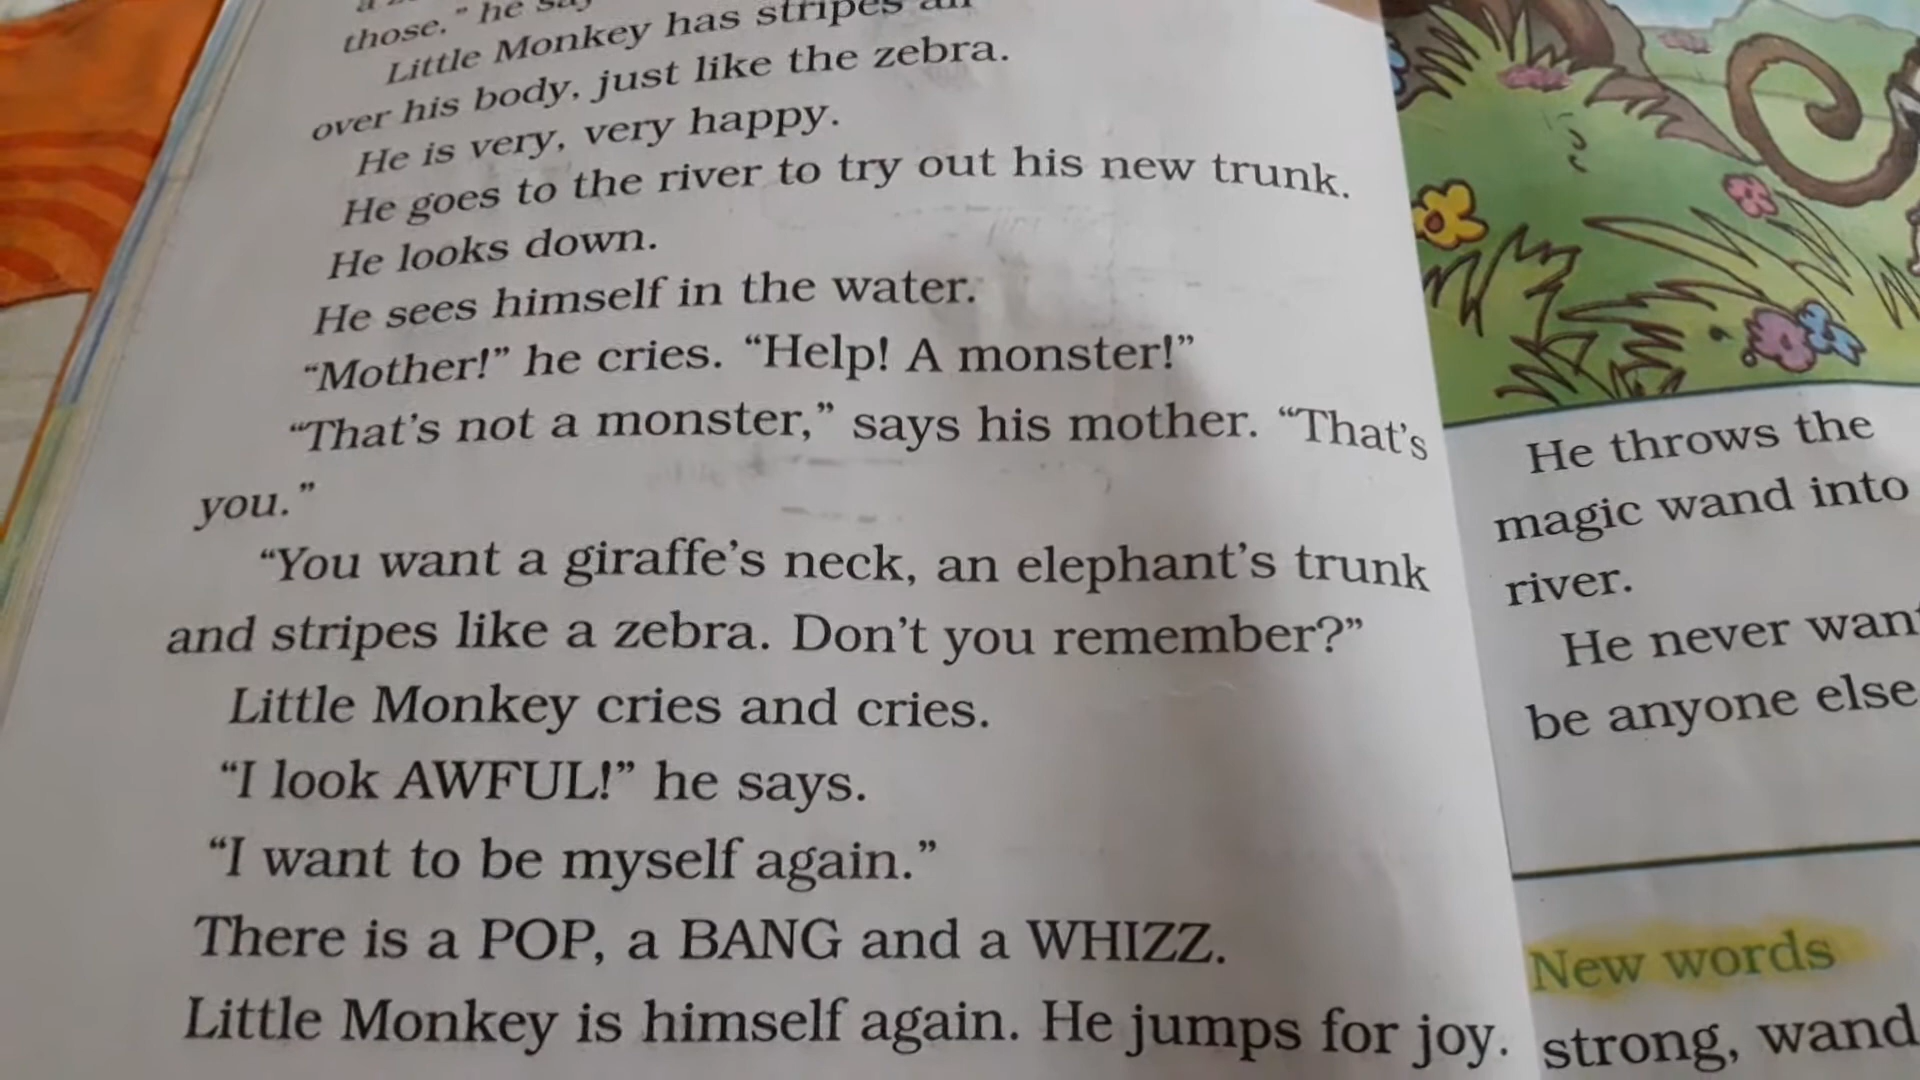 those.” he say
Little Monkey has stripes all
over his body, just like the zebra.
He is very, very happy.
He goes to the river to try out his new trunk.
He looks down.
He sees himself in the water.
“Mother!” he cries. “Help! A monster!”
“That’s not a monster,” says his mother. “That’s
you.”
“You want a giraffe’s neck, an elephant’s trunk
and stripes like a zebra. Don’t you remember?”
Little Monkey cries and cries.
“I look AWFUL!” he says.
“I want to be myself again.”
There is a POP, a BANG and a WHIZZ.
Little Monkey is himself again. He jumps for joy.
He throws the
magic wand into
river.
He never want
be anyone else
New words
strong, wand